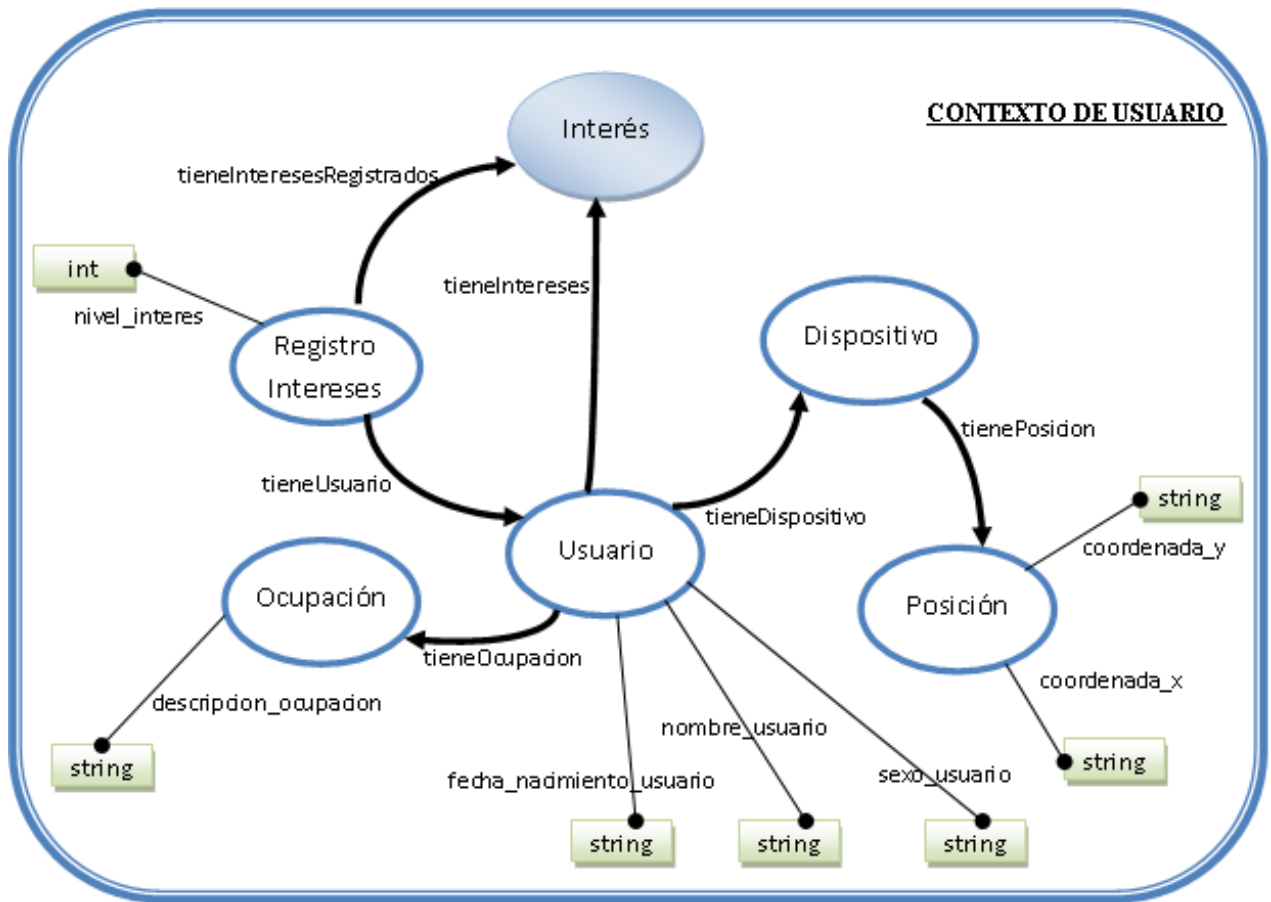 Interés
CONTEXTO DE USUARIO
tieneInteresesRegistrados
int
tieneIntereses
nivel_interes
Registro
Intereses
Dispositivo
tienePosicion
tieneUsuario
string
tieneDispositivo
coordenada_y
Usuario
Ocupación
Posición
tieneOcupacion
coordenada_x
descripcion_ocupacion
nombre_usuario
string
string
fecha_nacimiento_usuario
sexo_usuario
string
string
string